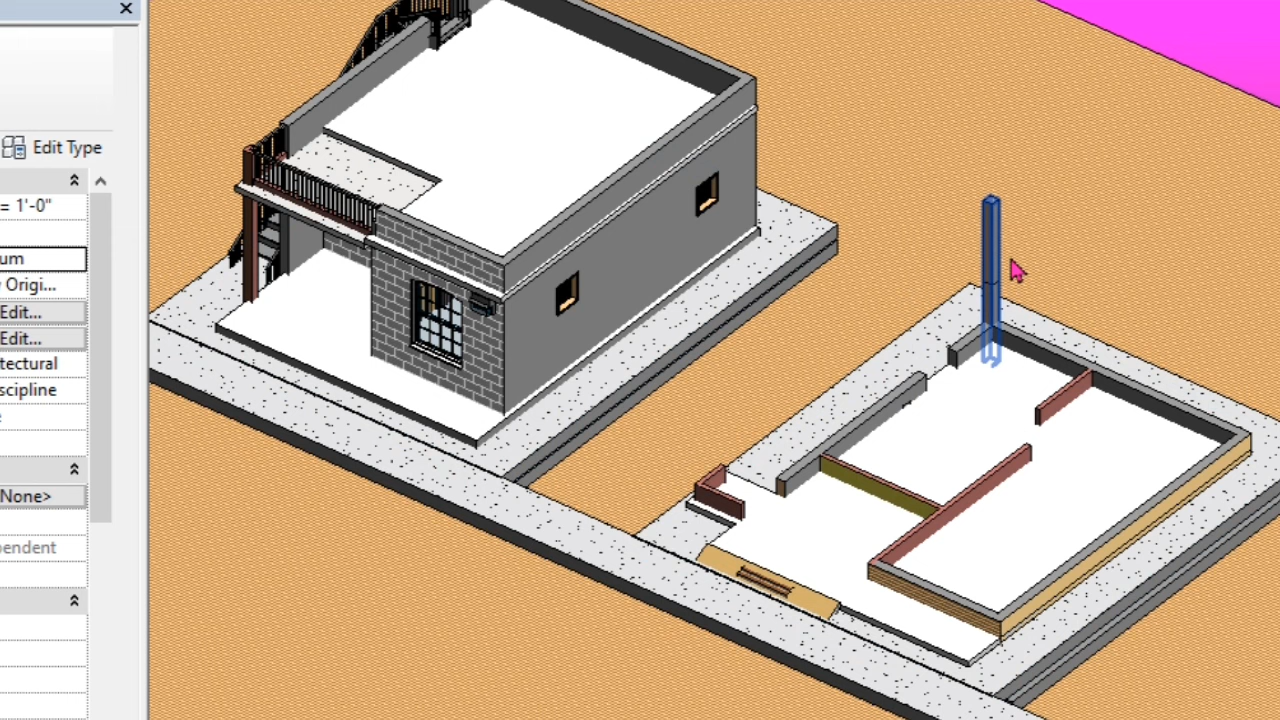 Edit Type
= 1'-0"
um
Origi...
Edit...
Edit...
tectural
scipline
None>
pendent